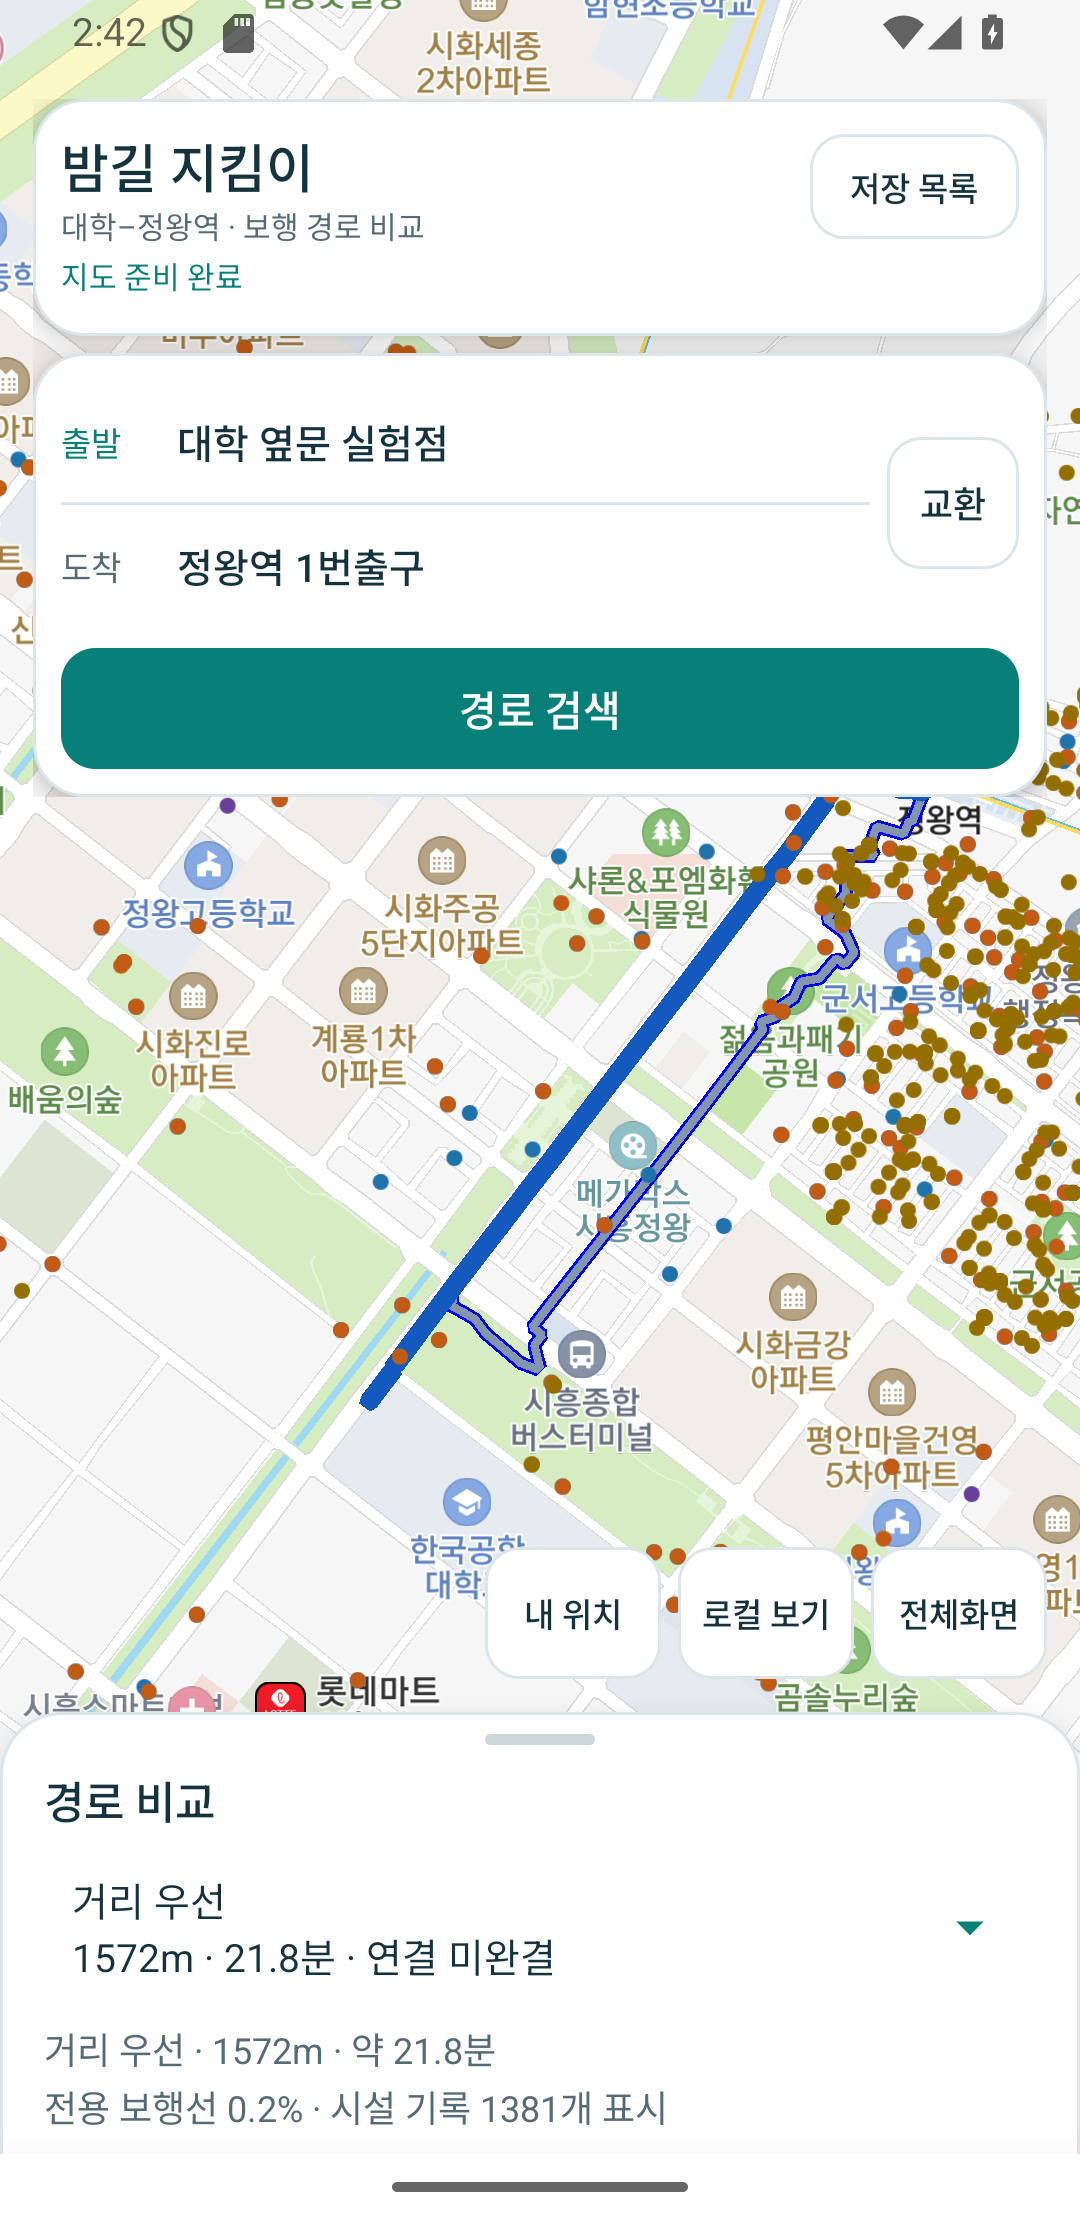 2:42
시화세종
2차아파트
함현초등학교
밤길 지킴이
대학–정왕역 · 보행 경로 비교
지도 준비 완료
저장 목록
출발
대학 옆문 실험점
교환
도착
정왕역 1번출구
경로 검색
정왕역
샤론&포엠화훼
식물원
정왕고등학교
시화주공
5단지아파트
군서고등학교
시화진로
아파트
계룡1차
아파트
젊음과패기
공원
배움의숲
메가박스
시흥정왕
시화금강
아파트
시흥종합
버스터미널
평안마을건영
5차아파트
한국공학
대학
내 위치
로컬 보기
전체화면
롯데마트
곰솔누리숲
경로 비교
거리 우선
1572m · 21.8분 · 연결 미완결
거리 우선 · 1572m · 약 21.8분
전용 보행선 0.2% · 시설 기록 1381개 표시